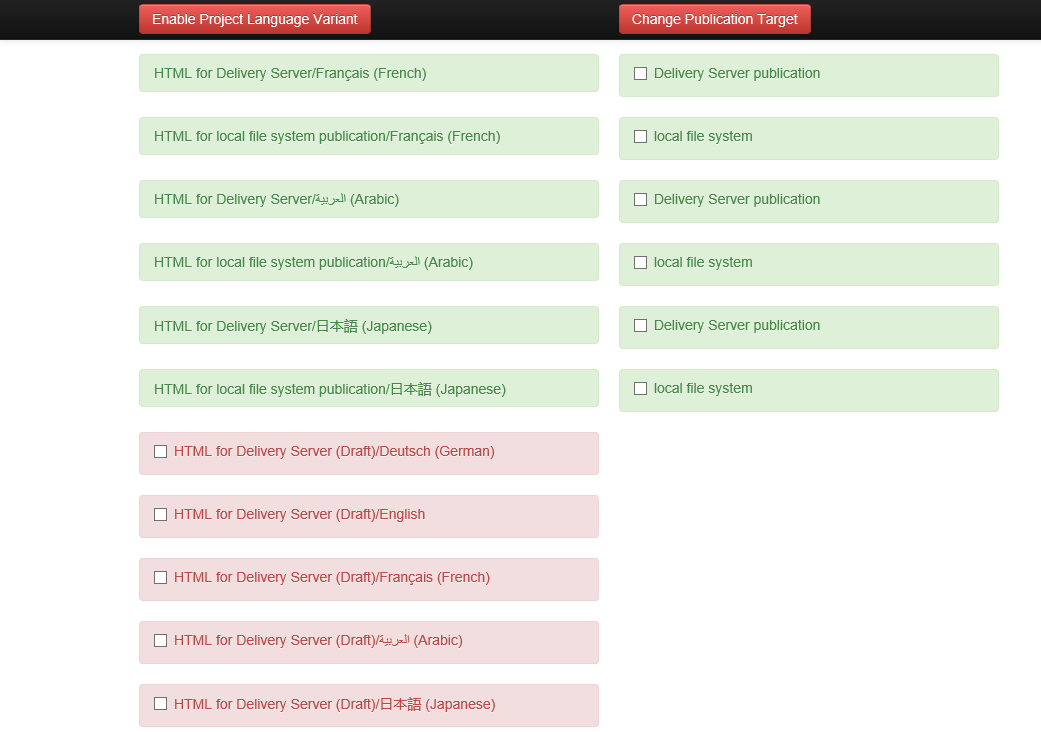 Enable Project Language Variant
Change Publication Target
HTML for Delivery Server/Français (French)
Delivery Server publication
HTML for local file system publication/Français (French)
local file system
HTML for Delivery Server/العربية (Arabic)
Delivery Server publication
HTML for local file system publication/العربية (Arabic)
local file system
HTML for Delivery Server/日本語 (Japanese)
Delivery Server publication
HTML for local file system publication/日本語 (Japanese)
local file system
HTML for Delivery Server (Draft)/Deutsch (German)
HTML for Delivery Server (Draft)/English
HTML for Delivery Server (Draft)/Français (French)
HTML for Delivery Server (Draft)/العربية (Arabic)
HTML for Delivery Server (Draft)/日本語 (Japanese)